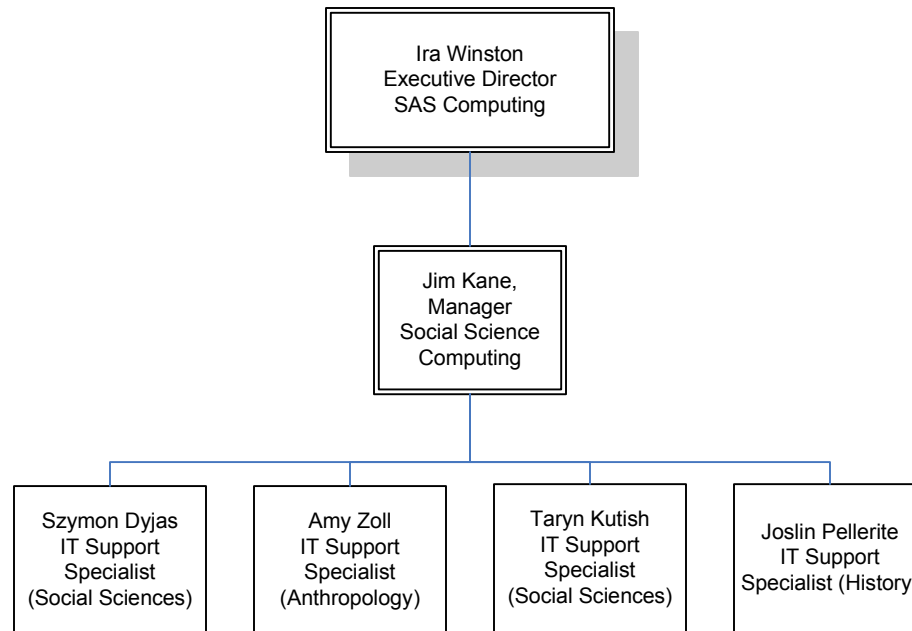 Ira Winston
Executive Director
SAS Computing
Jim Kane,
Manager
Social Science
Computing
Szymon Dyjas
IT Support
Specialist
(Social Sciences)
Amy Zoll
IT Support
Specialist
(Anthropology)
Taryn Kutish
IT Support
Specialist
(Social Sciences)
Joslin Pellerite
IT Support
Specialist (History